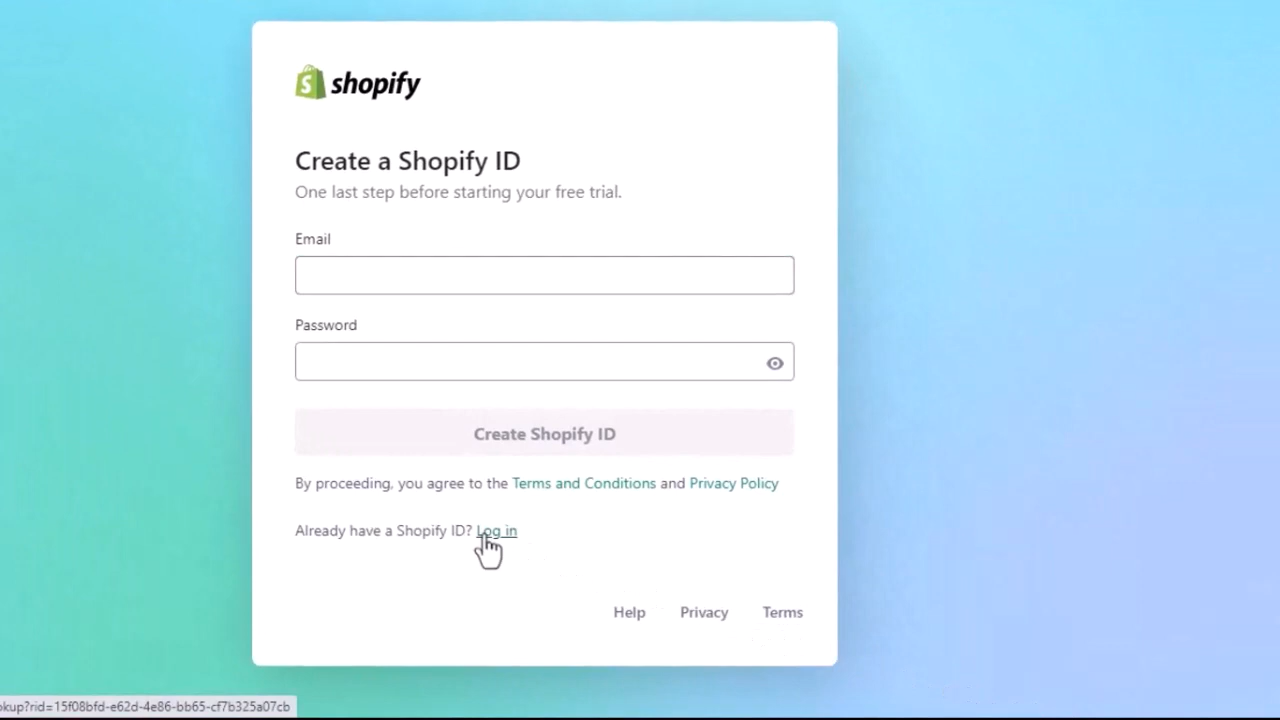 shopify
Create a Shopify ID
One last step before starting your free trial.
Email
Password
Create Shopify ID
By proceeding, you agree to the Terms and Conditions and Privacy Policy
Already have a Shopify ID? Log in
Help Privacy Terms
okup?rid=15f08bfd-e62d-4e86-bb65-cf7b325a07cb